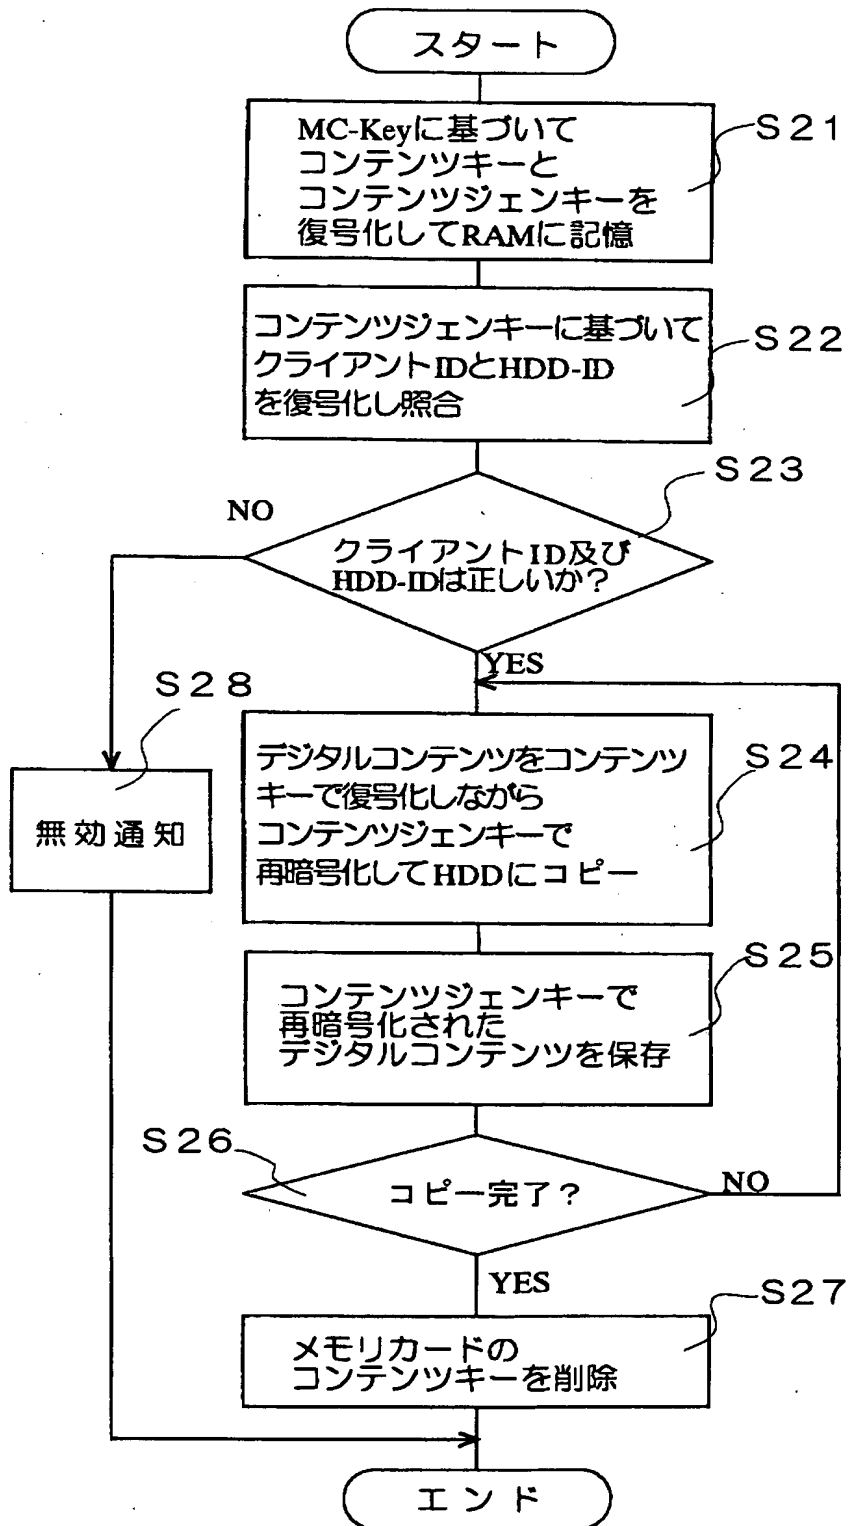 スタート
MC-Keyに基づいて
コンテンツキーと
コンテンツジェンキーを
復号化してRAMに記憶
S21
コンテンツジェンキーに基づいて
クライアントIDとHDD-ID
を復号化し照合
S22
S23
NO
クライアントID及び
HDD-IDは正しいか?
YES
S28
無効通知
デジタルコンテンツをコンテンツ
キーで復号化しながら
コンテンツジェンキーで
再暗号化してHDDにコピー
S24
S25
コンテンツジェンキーで
再暗号化された
デジタルコンテンツを保存
S26
コピー完了?
NO
YES
S27
メモリカードの
コンテンツキーを削除
エンド